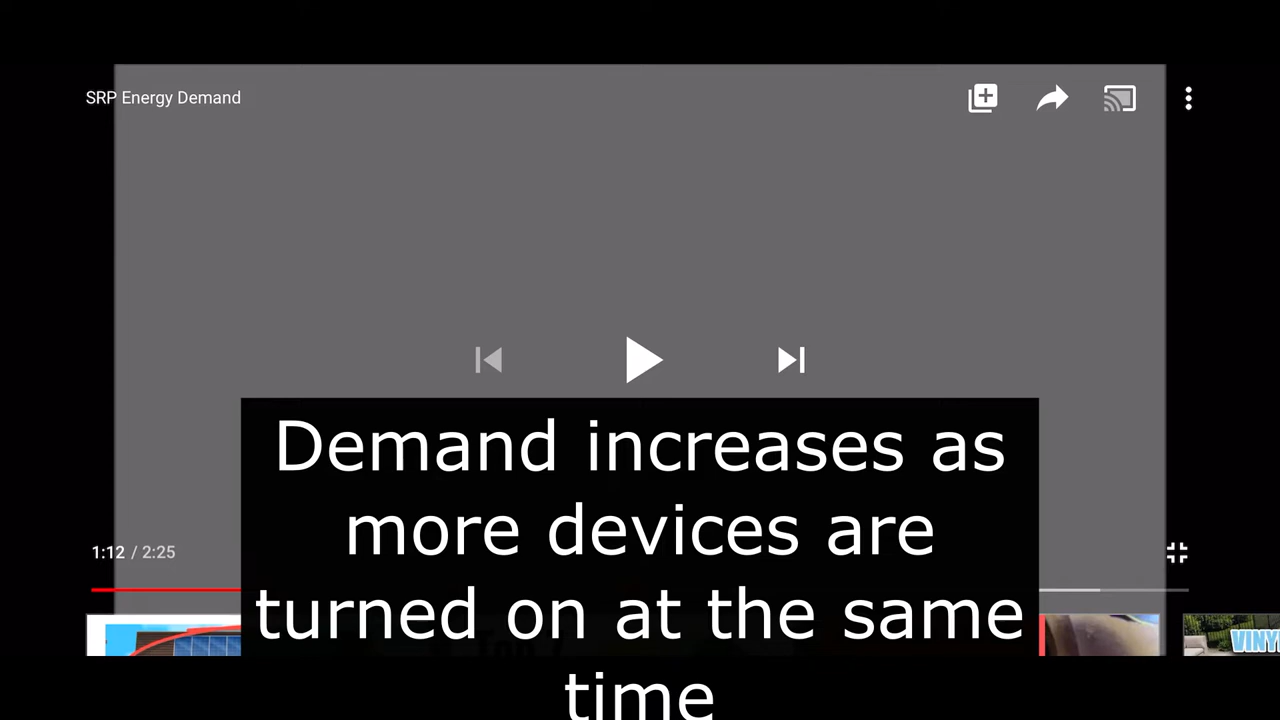 SRP Energy Demand
Demand increases as
more devices are
turned on at the same
time
1:12 / 2:25
VINY